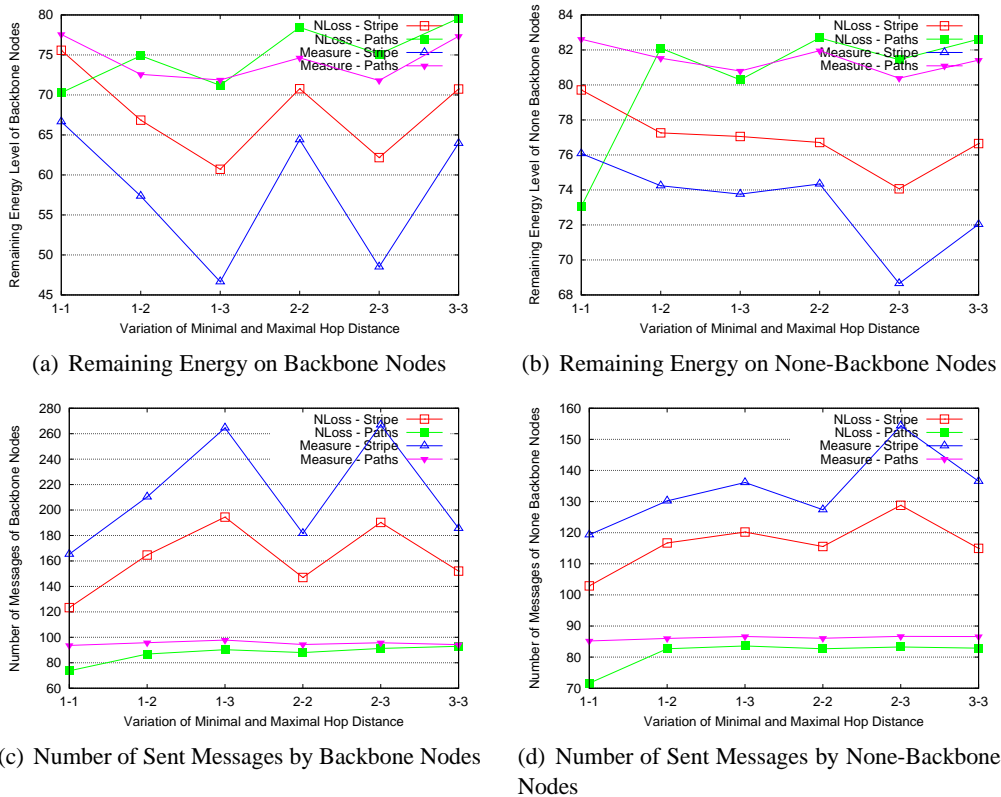 80
75
70
65
60
55
50
45
Remaining Energy Level of Backbone Nodes
NLoss - Stripe
NLoss - Paths
Measure - Stripe
Measure - Paths
1-1
1-2
1-3
2-2
2-3
3-3
Variation of Minimal and Maximal Hop Distance
(a) Remaining Energy on Backbone Nodes
84
82
80
78
76
74
72
70
68
Remaining Energy Level of None Backbone Nodes
NLoss - Stripe
NLoss - Paths
Measure - Stripe
Measure - Paths
1-1
1-2
1-3
2-2
2-3
3-3
Variation of Minimal and Maximal Hop Distance
(b) Remaining Energy on None-Backbone Nodes
280
260
240
220
200
180
160
140
120
100
80
60
Number of Messages of Backbone Nodes
NLoss - Stripe
NLoss - Paths
Measure - Stripe
Measure - Paths
1-1
1-2
1-3
2-2
2-3
3-3
Variation of Minimal and Maximal Hop Distance
c) Number of Sent Messages by Backbone Nodes
160
150
140
130
120
110
100
90
80
70
Number of Messages of None Backbone Nodes
NLoss - Stripe
NLoss - Paths
Measure - Stripe
Measure - Paths
1-1
1-2
1-3
2-2
2-3
3-3
Variation of Minimal and Maximal Hop Distance
(d) Number of Sent Messages by None-Backbone
Nodes